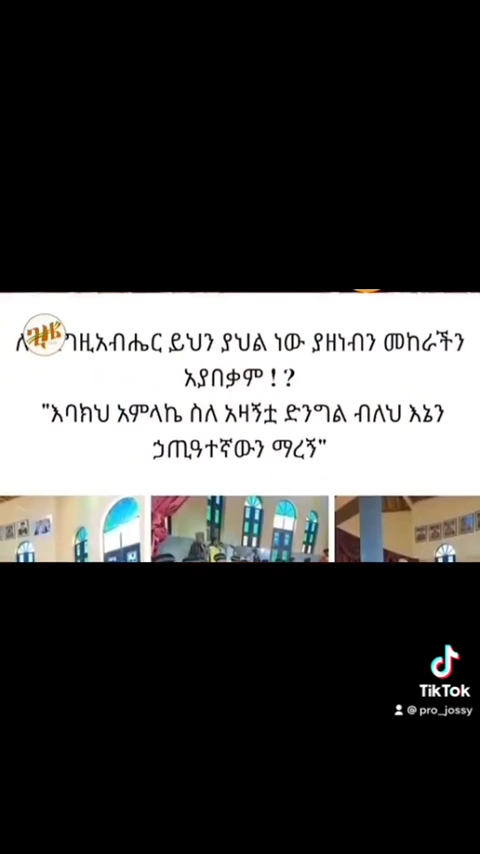 ይህን ያህል ነው ያዘነብን መከራችን
አያበቃም ! ?
"እባክህ አምላኬ ስለ አዛኝቷ ድንግል ብለህ እኔን
ኃጢዓተኛውን ማረኝ"
TikTok
@ pro_jossy